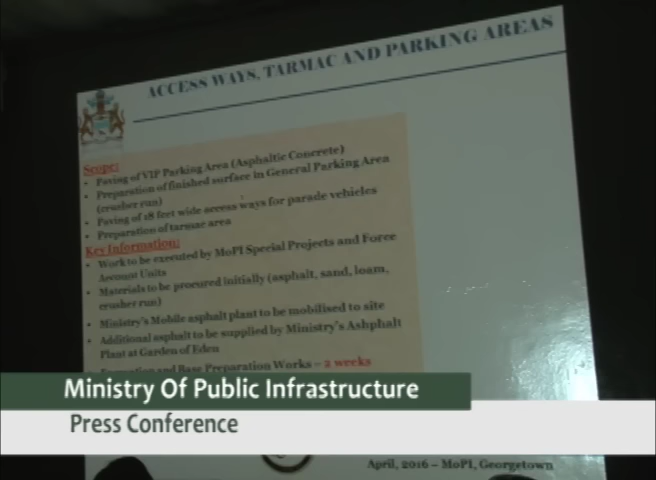 ACCESS WAYS, TARMAC AND PARKING AREAS
Scope:
• Paving of VIP Parking Area (Asphaltic Concrete)
• Preparation of finished surface in General Parking Area
(crusher run)
• Paving of 18 feet wide access ways for parade vehicles
• Preparation of tarmac area
Key Information:
• Work to be executed by MoPI Special Projects and Force
Account Units
• Materials to be procured initially (asphalt, sand, loam,
crusher run)
• Ministry's Mobile asphalt plant to be mobilised to site
• Additional asphalt to be supplied by Ministry's Ashphalt
Plant at Garden of Eden
and Base Preparation Works – 2 weeks
Ministry Of Public Infrastructure
Press Conference
April, 2016 – MoPI, Georgetown